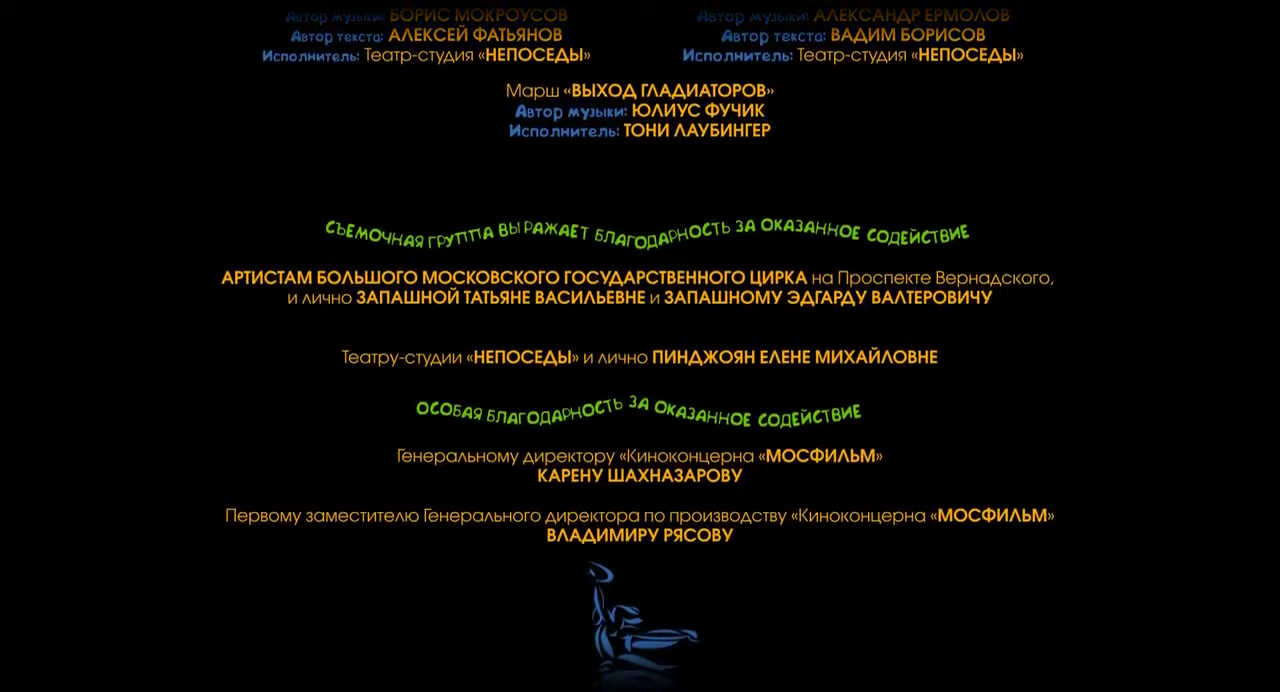 Автор музыки: БОРИС МОКРОУСОВ
Автор текста: АЛЕКСЕЙ ФАТЬЯНОВ
Исполнитель: Театр-студия «НЕПОСЕДЫ»
Автор музыки: АЛЕКСАНДР ЕРМОЛОВ
Автор текста: ВАДИМ БОРИСОВ
Исполнитель: Театр-студия «НЕПОСЕДЫ»
Марш «ВЫХОД ГЛАДИАТОРОВ»
Автор музыки: ЮЛИУС ФУЧИК
Исполнитель: ТОНИ ЛАУБИНГЕР
СЪЕМОЧНАЯ ГРУППА ВЫРАЖАЕТ БЛАГОДАРНОСТЬ ЗА ОКАЗАННОЕ СОДЕЙСТВИЕ
АРТИСТАМ БОЛЬШОГО МОСКОВСКОГО ГОСУДАРСТВЕННОГО ЦИРКА на Проспекте Вернадского,
и лично ЗАПАШНОЙ ТАТЬЯНЕ ВАСИЛЬЕВНЕ и ЗАПАШНОМУ ЭДГАРДУ ВАЛТЕРОВИЧУ
Театру-студии «НЕПОСЕДЫ» и лично ПИНДЖОЯН ЕЛЕНЕ МИХАЙЛОВНЕ
ОСОБАЯ БЛАГОДАРНОСТЬ ЗА ОКАЗАННОЕ СОДЕЙСТВИЕ
Генеральному директору «Киноконцерна «МОСФИЛЬМ»
КАРЕНУ ШАХНАЗАРОВУ
Первому заместителю Генерального директора по производству «Киноконцерна «МОСФИЛЬМ»
ВЛАДИМИРУ РЯСОВУ